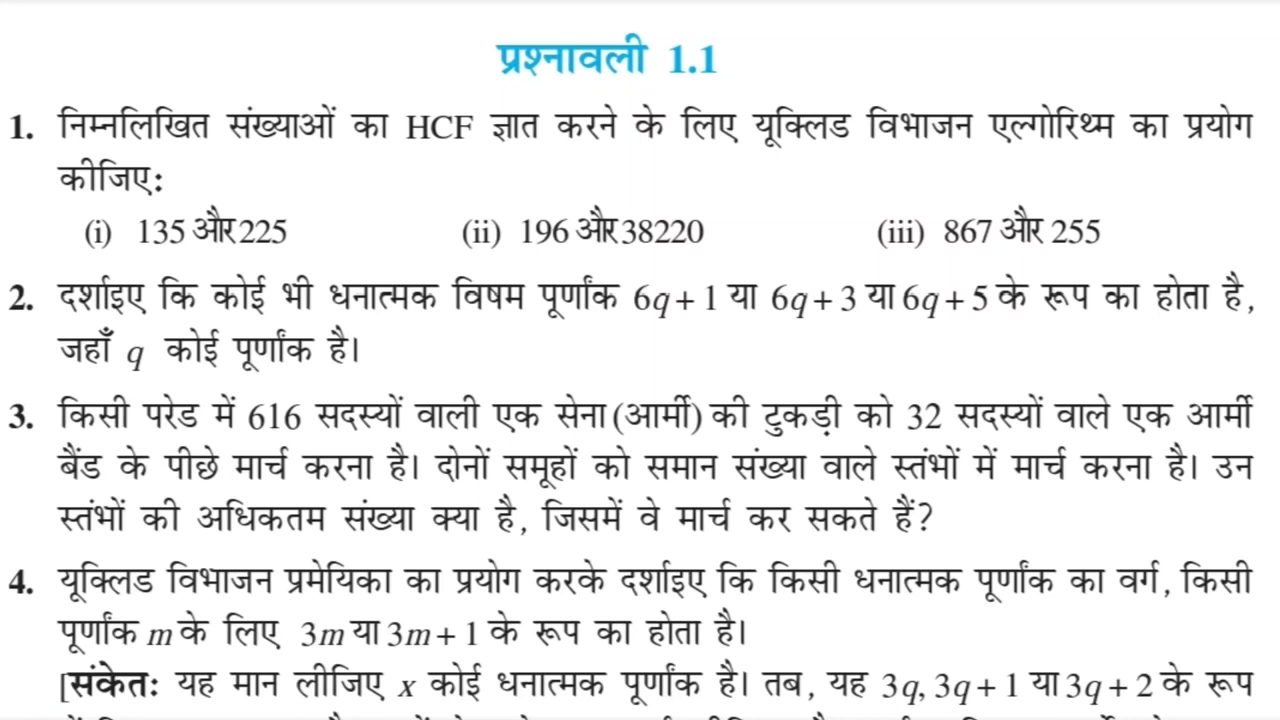 प्रश्नावली 1.1
1. निम्नलिखित संख्याओं का HCF ज्ञात करने के लिए यूक्लिड विभाजन एल्गोरिथ्म का प्रयोग
कीजिए:
(i) 135 और 225 (ii) 196 और 38220 (iii) 867 और 255
2. दर्शाइए कि कोई भी धनात्मक विषम पूर्णांक 6q + 1 या 6q + 3 या 6q + 5 के रूप का होता है,
जहाँ q कोई पूर्णांक है।
3. किसी परेड में 616 सदस्यों वाली एक सेना (आर्मी) की टुकड़ी को 32 सदस्यों वाले एक आर्मी
बैंड के पीछे मार्च करना है। दोनों समूहों को समान संख्या वाले स्तंभों में मार्च करना है। उन
स्तंभों की अधिकतम संख्या क्या है, जिसमें वे मार्च कर सकते हैं?
4. यूक्लिड विभाजन प्रमेयिका का प्रयोग करके दर्शाइए कि किसी धनात्मक पूर्णांक का वर्ग, किसी
पूर्णांक m के लिए 3m या 3m + 1 के रूप का होता है।
[संकेत: यह मान लीजिए x कोई धनात्मक पूर्णांक है। तब, यह 3q, 3q + 1 या 3q + 2 के रूप